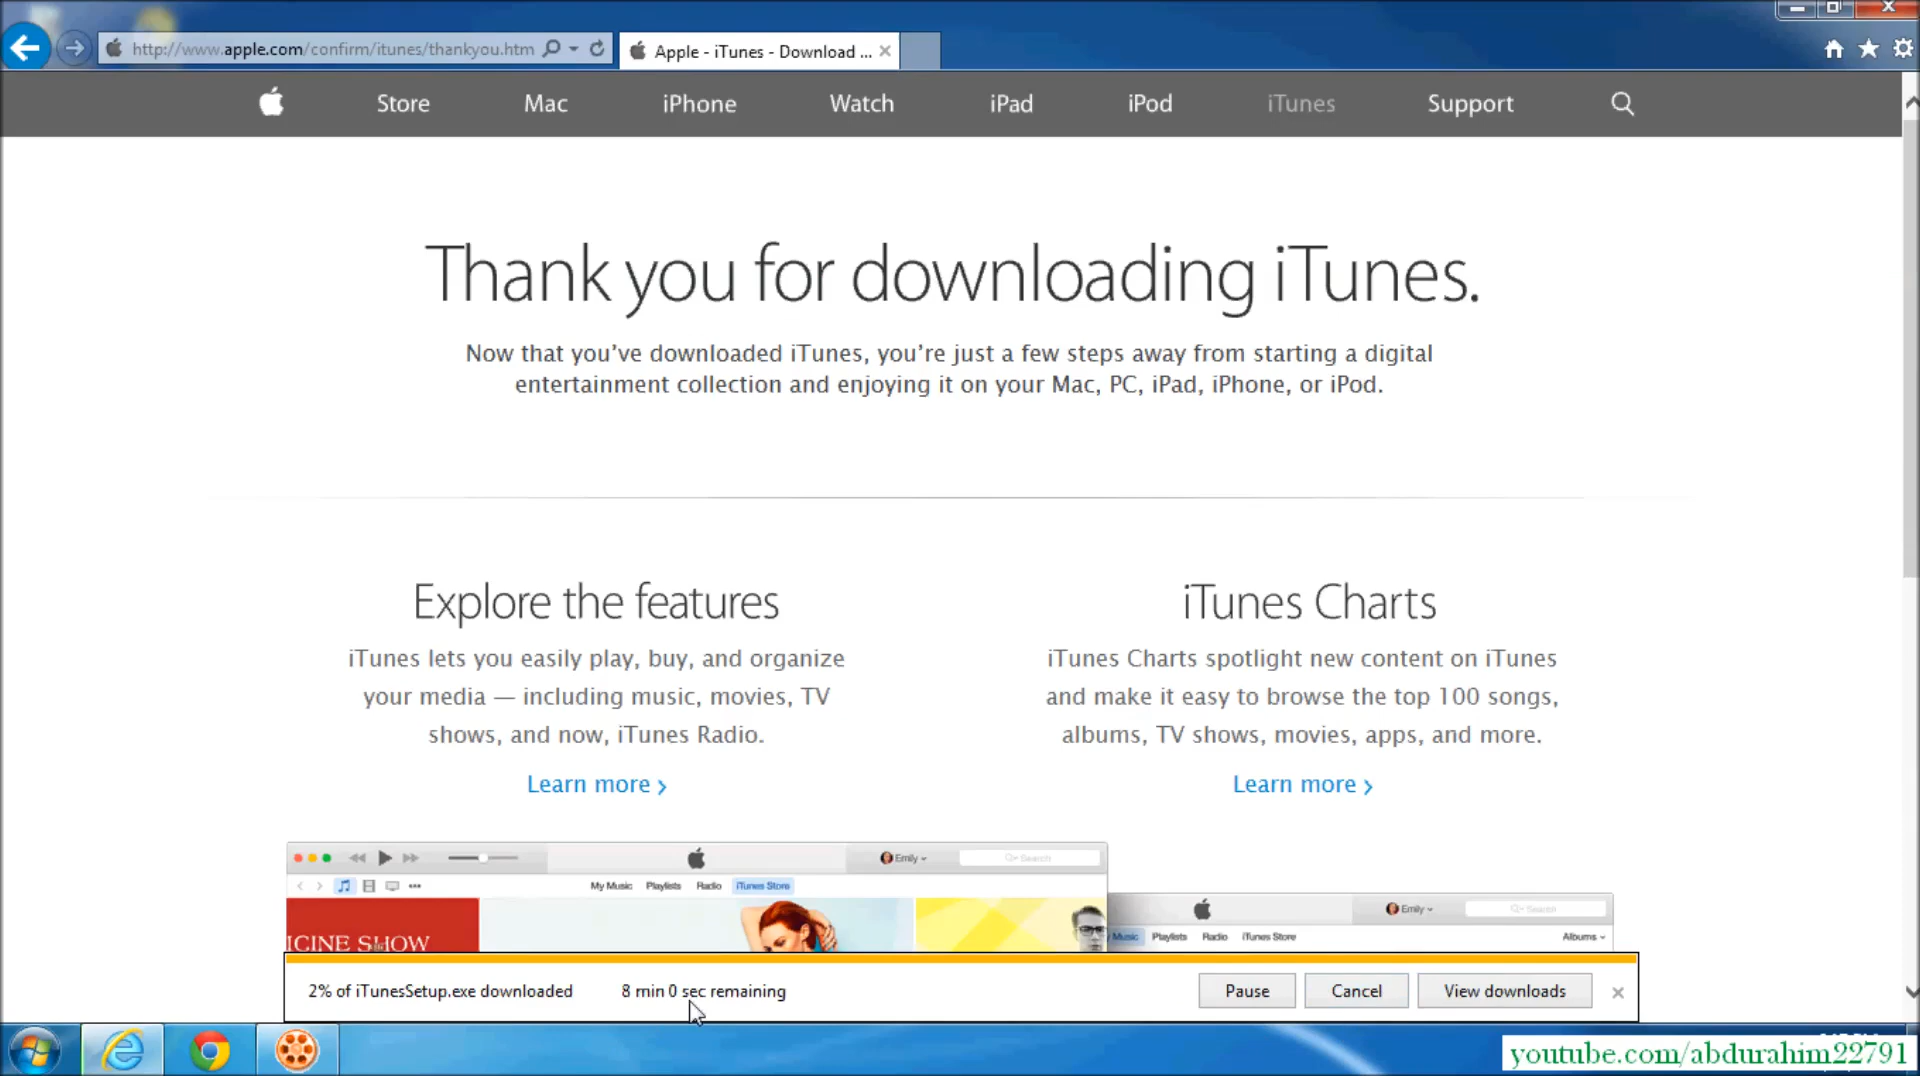 http://www.apple.com/confirm/itunes/thankyou.htm
Apple - iTunes - Download ...
Store
Mac
iPhone
Watch
iPad
iPod
iTunes
Support
Thank you for downloading iTunes.
Now that you’ve downloaded iTunes, you’re just a few steps away from starting a digital
entertainment collection and enjoying it on your Mac, PC, iPad, iPhone, or iPod.
Explore the features
iTunes lets you easily play, buy, and organize
your media — including music, movies, TV
shows, and now, iTunes Radio.
Learn more ›
iTunes Charts
iTunes Charts spotlight new content on iTunes
and make it easy to browse the top 100 songs,
albums, TV shows, movies, apps, and more.
Learn more ›
Emily
Search
My Music
Playlists
Radio
iTunes Store
ICINE SHOW
Emily
Search
Music
Playlists
Radio
iTunes Store
Albums
2% of iTunesSetup.exe downloaded
8 min 0 sec remaining
Pause
Cancel
View downloads
youtube.com/abdurahim22791